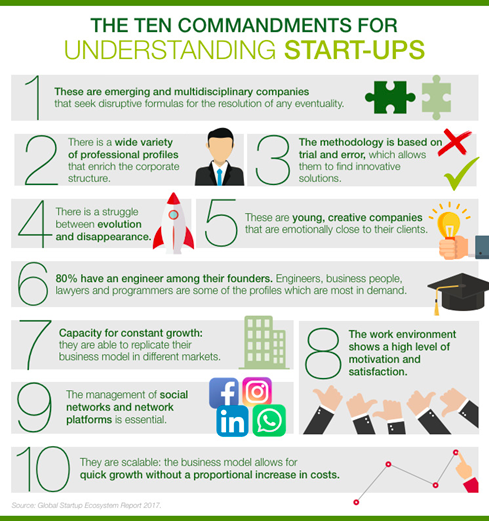 THE TEN COMMANDMENTS FOR
UNDERSTANDING START-UPS
1
These are emerging and multidisciplinary companies
that seek disruptive formulas for the resolution of any eventuality.
2
There is a wide variety
of professional profiles
that enrich the corporate
structure.
3
The methodology is based on
trial and error, which allows
them to find innovative
solutions.
4
There is a struggle
between evolution
and disappearance.
5
These are young, creative companies
that are emotionally close to their clients.
6
80% have an engineer among their founders. Engineers, business people,
lawyers and programmers are some of the profiles which are most in demand.
7
Capacity for constant growth:
they are able to replicate their
business model in different markets.
8
The work environment
shows a high level of
motivation and
satisfaction.
9
The management of social
networks and network
platforms is essential.
f
in
10
They are scalable: the business model allows for
quick growth without a proportional increase in costs.
Source: Global Startup Ecosystem Report 2017.